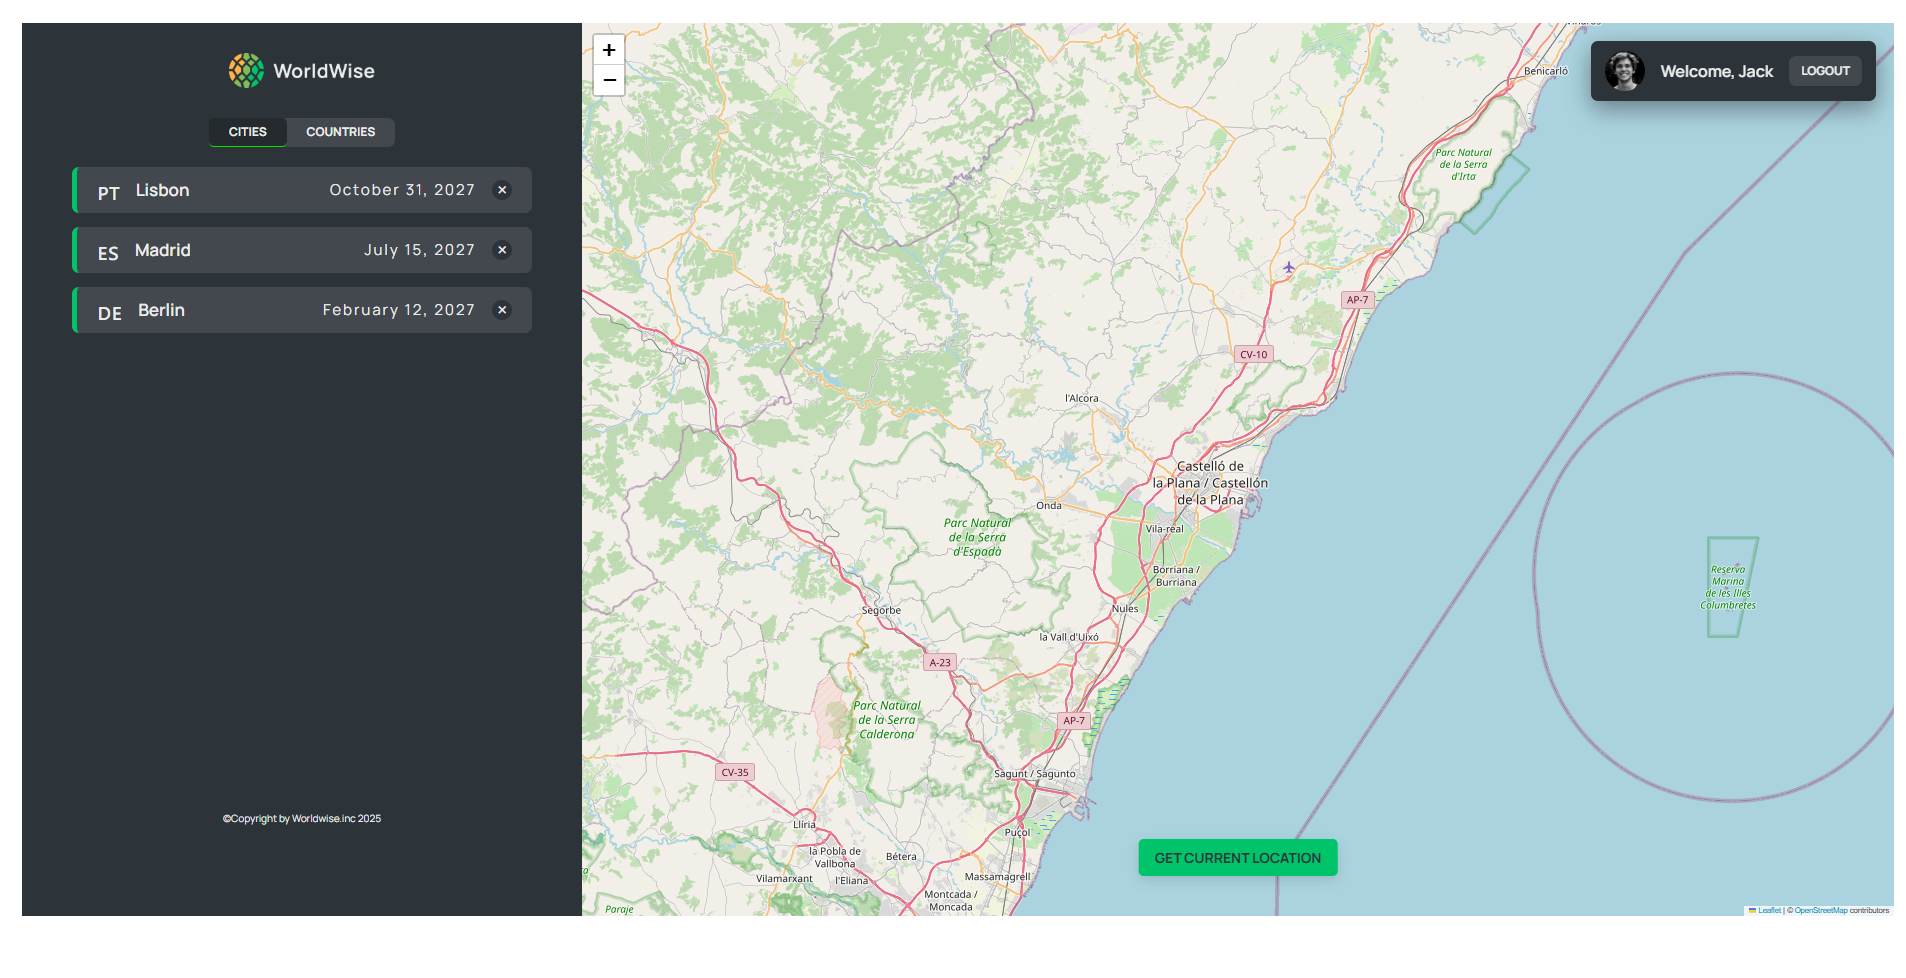 WorldWise
CITIES
COUNTRIES
PT Lisbon October 31, 2027 ×
ES Madrid July 15, 2027 ×
DE Berlin February 12, 2027 ×
©Copyright by Worldwise.inc 2025
+
−
Welcome, Jack
LOGOUT
Benicarló
Parc Natural
de la Serra
d'Irta
AP-7
CV-10
l'Alcora
Castelló de
la Plana / Castellón
de la Plana
Onda
Vila-real
Parc Natural
de la Serra
d'Espadà
Borriana /
Burriana
Reserva
Marina
de les Illes
Columbretes
Segorbe
Nules
la Vall d'Uixó
A-23
Parc Natural
de la Serra
Calderona
AP-7
CV-35
Sagunt / Sagunto
Llíria
Puçol
la Pobla de
Vallbona
Bétera
Vilamarxant
l'Eliana
Massamagrell
Montcada /
Moncada
Paraje
GET CURRENT LOCATION
Leaflet | © OpenStreetMap contributors